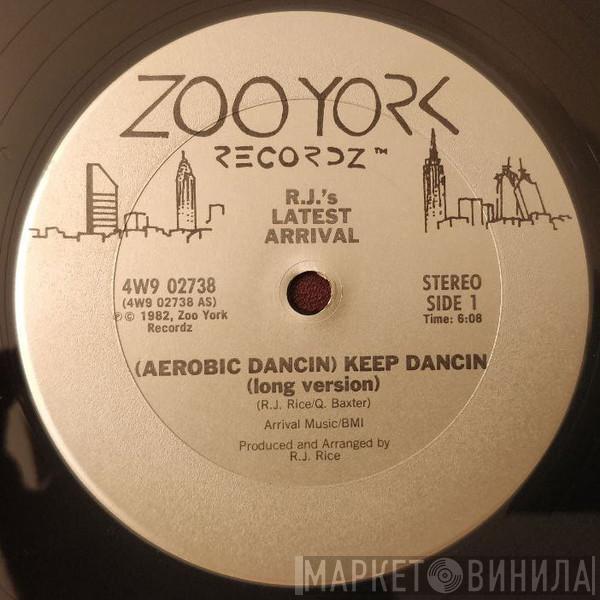 ZOO YORK
RECORDZ™
R.J.'s
LATEST
ARRIVAL
4W9 02738
(4W9 02738 AS)
℗ © 1982, Zoo York
Recordz
STEREO
SIDE 1
Time: 6:08
(AEROBIC DANCIN) KEEP DANCIN
(long version)
(R.J. Rice/Q. Baxter)
Arrival Music/BMI
Produced and Arranged by
R.J. Rice
МАРКЕТ ВИНИЛА